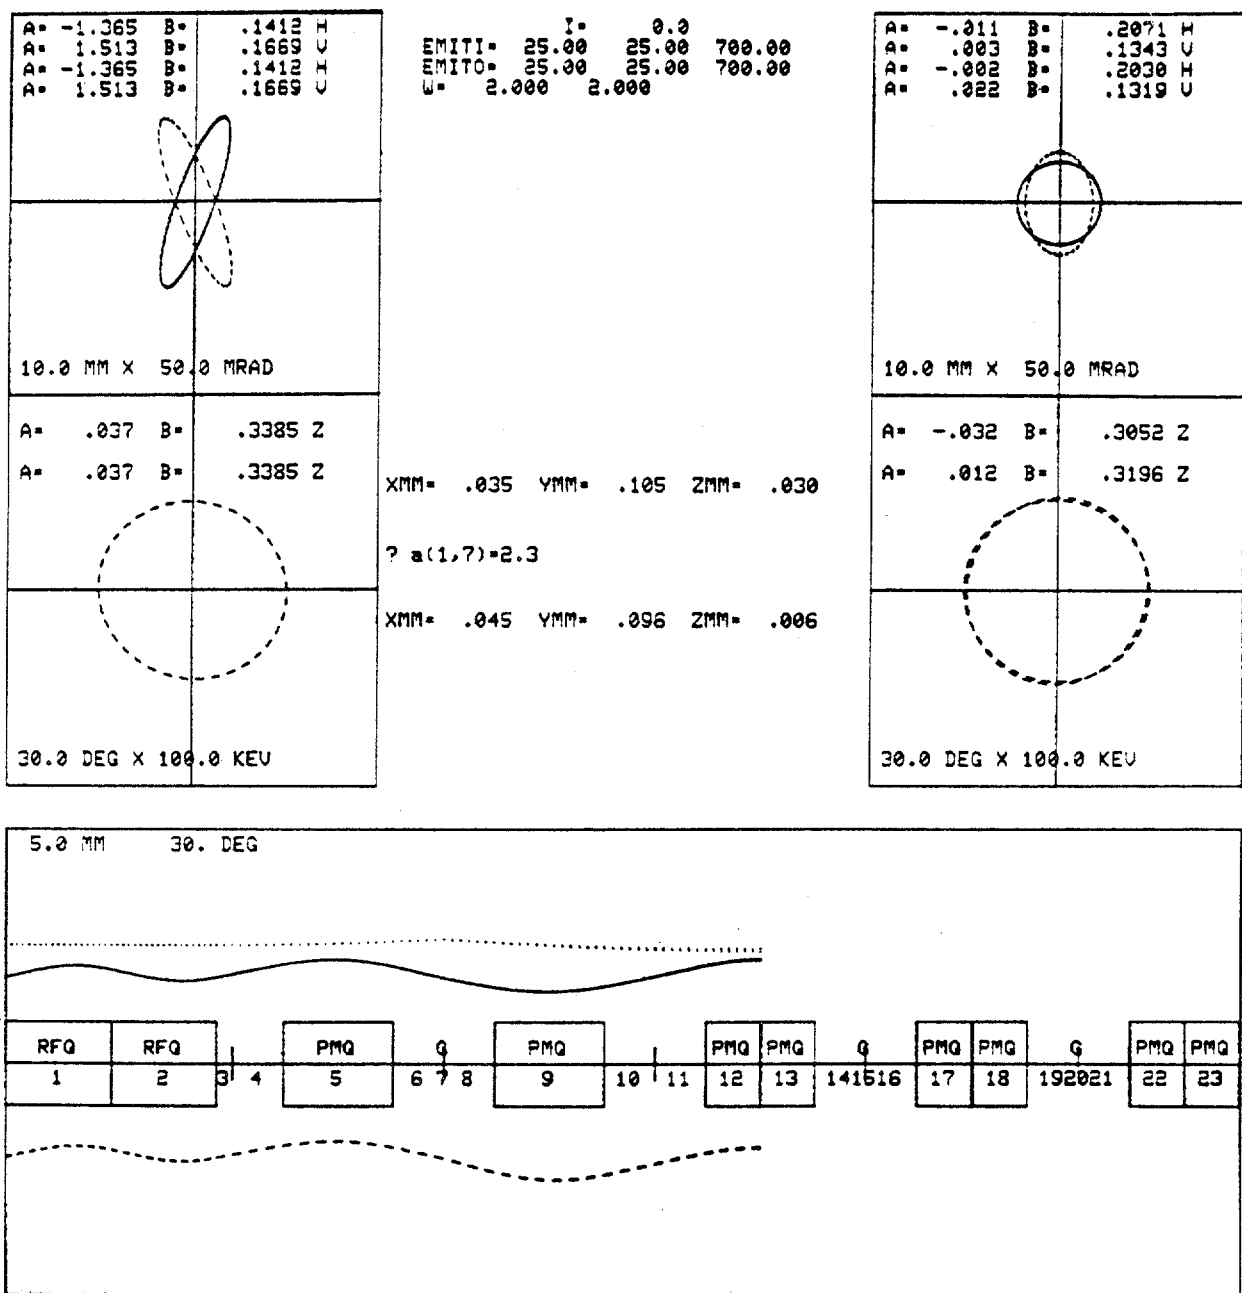 A= -1.365 B= .1412 H
A= 1.513 B= .1669 V
A= -1.365 B= .1412 H
A= 1.513 B= .1669 V
10.0 MM X 50.0 MRAD
A= .037 B= .3385 Z
A= .037 B= .3385 Z
30.0 DEG X 100.0 KEV
I= 0.0
EMITI= 25.00 25.00 700.00
EMITO= 25.00 25.00 700.00
W= 2.000 2.000
XMM= .035 YMM= .105 ZMM= .030
? a(1,7)=2.3
XMM= .045 YMM= .096 ZMM= .006
A= -.011 B= .2071 H
A= .003 B= .1343 V
A= -.002 B= .2030 H
A= .022 B= .1319 V
10.0 MM X 50.0 MRAD
A= -.032 B= .3052 Z
A= .012 B= .3196 Z
30.0 DEG X 100.0 KEV
5.0 MM 30. DEG
RFQ RFQ PMQ G PMQ PMQ PMQ G PMQ PMQ G PMQ PMQ
1 2 3 4 5 6 7 8 9 10 11 12 13 141516 17 18 192021 22 23